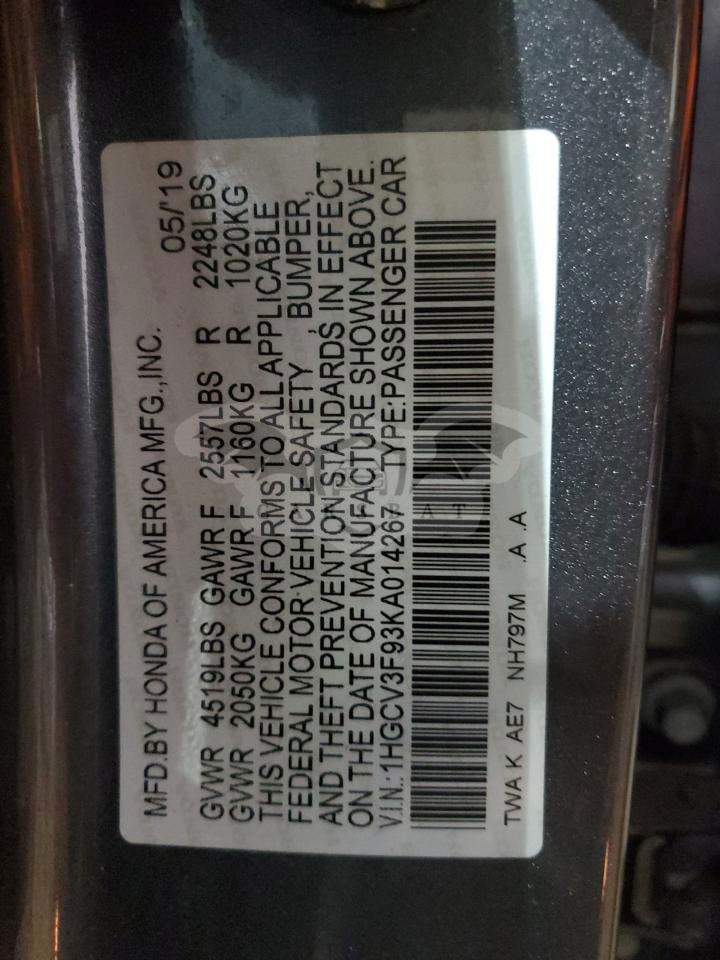 MFD.BY HONDA OF AMERICA MFG.,INC. 05/'19
GVWR 4519LBS GAWR F 2557LBS R 2248LBS
GVWR 2050KG GAWR F 1160KG R 1020KG
THIS VEHICLE CONFORMS TO ALL APPLICABLE
FEDERAL MOTOR VEHICLE SAFETY , BUMPER,
AND THEFT PREVENTION STANDARDS IN EFFECT
ON THE DATE OF MANUFACTURE SHOWN ABOVE.
V.I.N.:1HGCV3F93KA014267 TYPE:PASSENGER CAR
TWA K AE7 NH797M .A .A